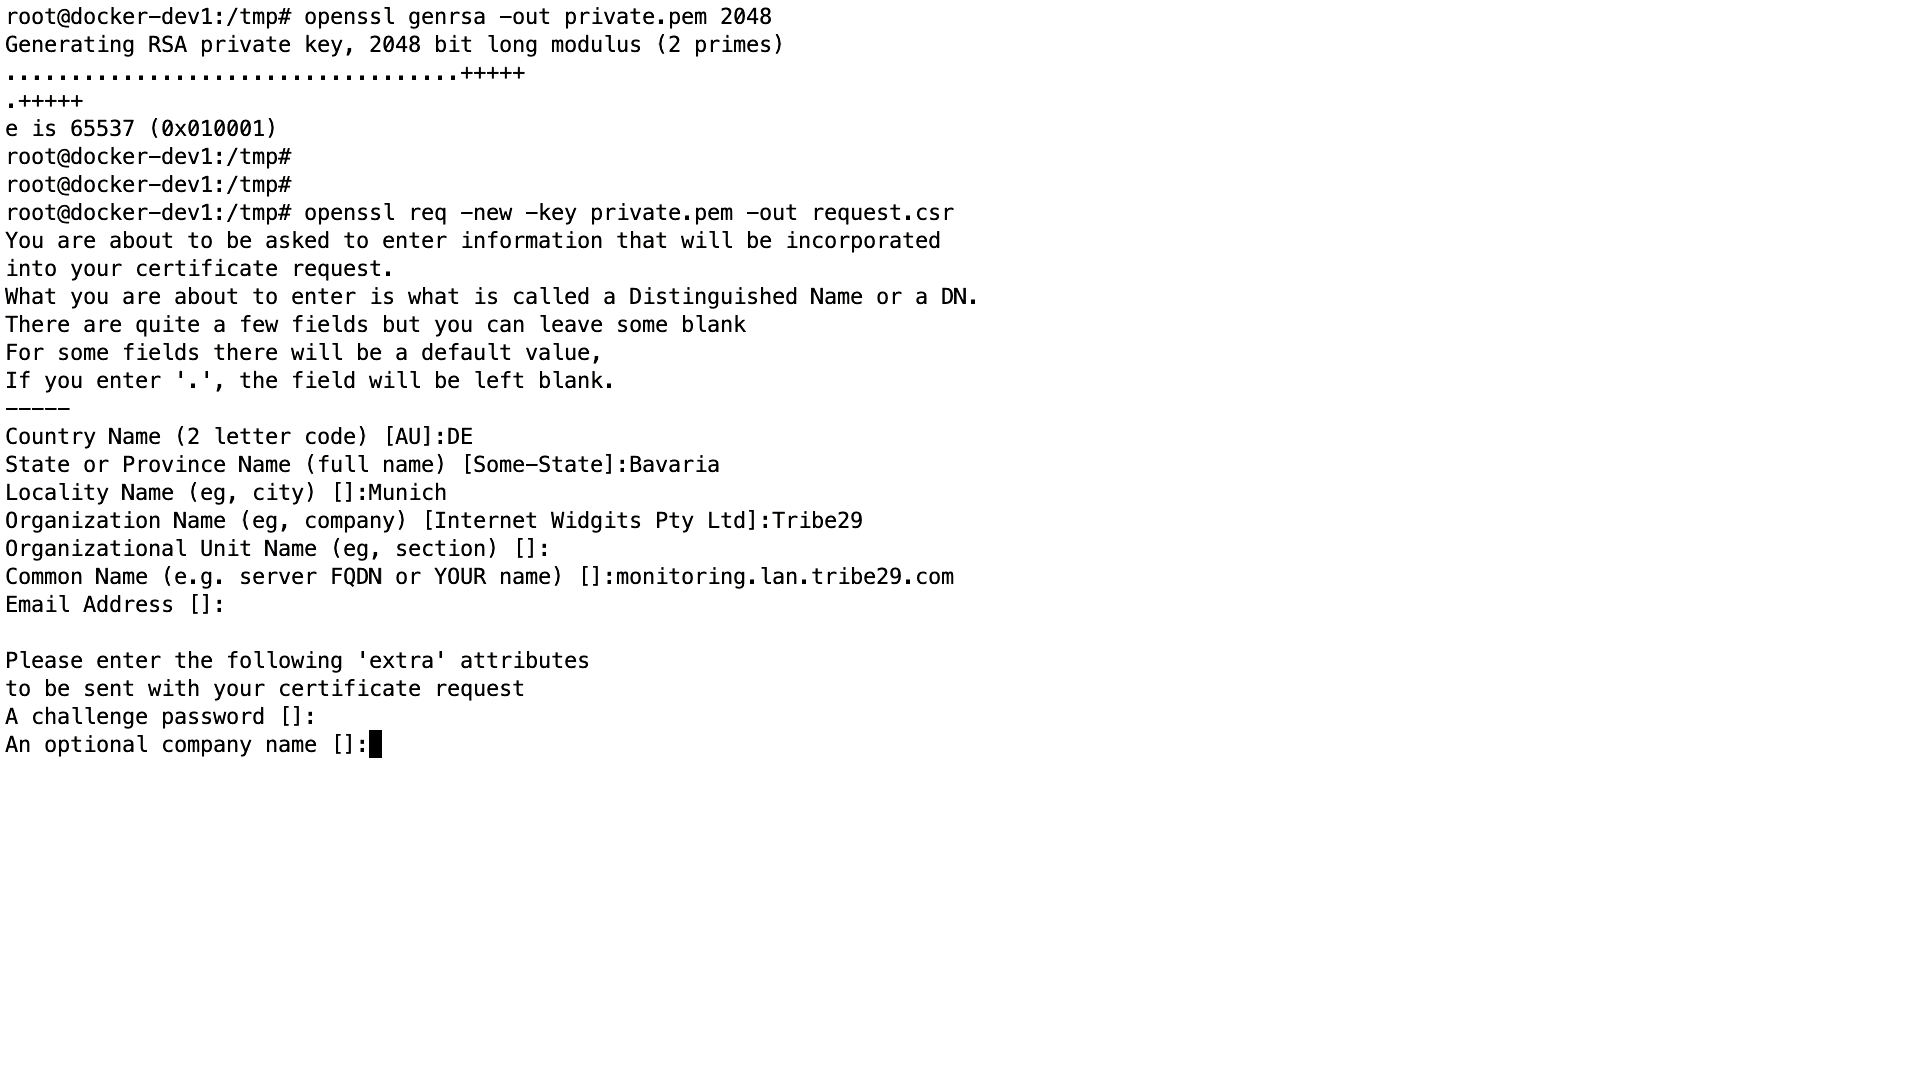 root@docker-dev1:/tmp# openssl genrsa -out private.pem 2048
Generating RSA private key, 2048 bit long modulus (2 primes)
...................................+++++
.+++++
e is 65537 (0x010001)
root@docker-dev1:/tmp#
root@docker-dev1:/tmp#
root@docker-dev1:/tmp# openssl req -new -key private.pem -out request.csr
You are about to be asked to enter information that will be incorporated
into your certificate request.
What you are about to enter is what is called a Distinguished Name or a DN.
There are quite a few fields but you can leave some blank
For some fields there will be a default value,
If you enter '.', the field will be left blank.
-----
Country Name (2 letter code) [AU]:DE
State or Province Name (full name) [Some-State]:Bavaria
Locality Name (eg, city) []:Munich
Organization Name (eg, company) [Internet Widgits Pty Ltd]:Tribe29
Organizational Unit Name (eg, section) []:
Common Name (e.g. server FQDN or YOUR name) []:monitoring.lan.tribe29.com
Email Address []:

Please enter the following 'extra' attributes
to be sent with your certificate request
A challenge password []:
An optional company name []: